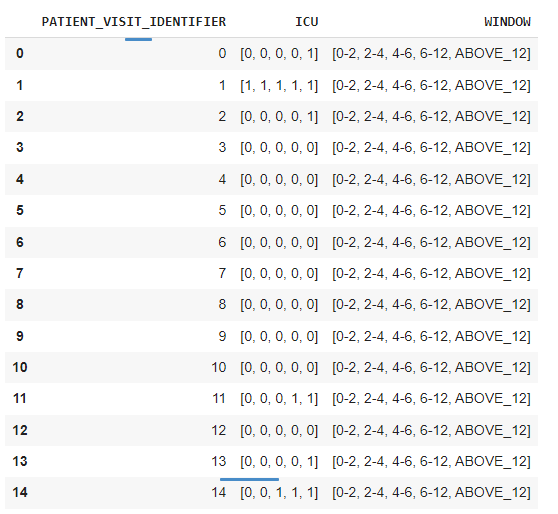 PATIENT_VISIT_IDENTIFIER ICU WINDOW
0 0 [0, 0, 0, 0, 1] [0-2, 2-4, 4-6, 6-12, ABOVE_12]
1 1 [1, 1, 1, 1, 1] [0-2, 2-4, 4-6, 6-12, ABOVE_12]
2 2 [0, 0, 0, 0, 1] [0-2, 2-4, 4-6, 6-12, ABOVE_12]
3 3 [0, 0, 0, 0, 0] [0-2, 2-4, 4-6, 6-12, ABOVE_12]
4 4 [0, 0, 0, 0, 0] [0-2, 2-4, 4-6, 6-12, ABOVE_12]
5 5 [0, 0, 0, 0, 0] [0-2, 2-4, 4-6, 6-12, ABOVE_12]
6 6 [0, 0, 0, 0, 0] [0-2, 2-4, 4-6, 6-12, ABOVE_12]
7 7 [0, 0, 0, 0, 0] [0-2, 2-4, 4-6, 6-12, ABOVE_12]
8 8 [0, 0, 0, 0, 0] [0-2, 2-4, 4-6, 6-12, ABOVE_12]
9 9 [0, 0, 0, 0, 0] [0-2, 2-4, 4-6, 6-12, ABOVE_12]
10 10 [0, 0, 0, 0, 0] [0-2, 2-4, 4-6, 6-12, ABOVE_12]
11 11 [0, 0, 0, 1, 1] [0-2, 2-4, 4-6, 6-12, ABOVE_12]
12 12 [0, 0, 0, 0, 0] [0-2, 2-4, 4-6, 6-12, ABOVE_12]
13 13 [0, 0, 0, 0, 1] [0-2, 2-4, 4-6, 6-12, ABOVE_12]
14 14 [0, 0, 1, 1, 1] [0-2, 2-4, 4-6, 6-12, ABOVE_12]